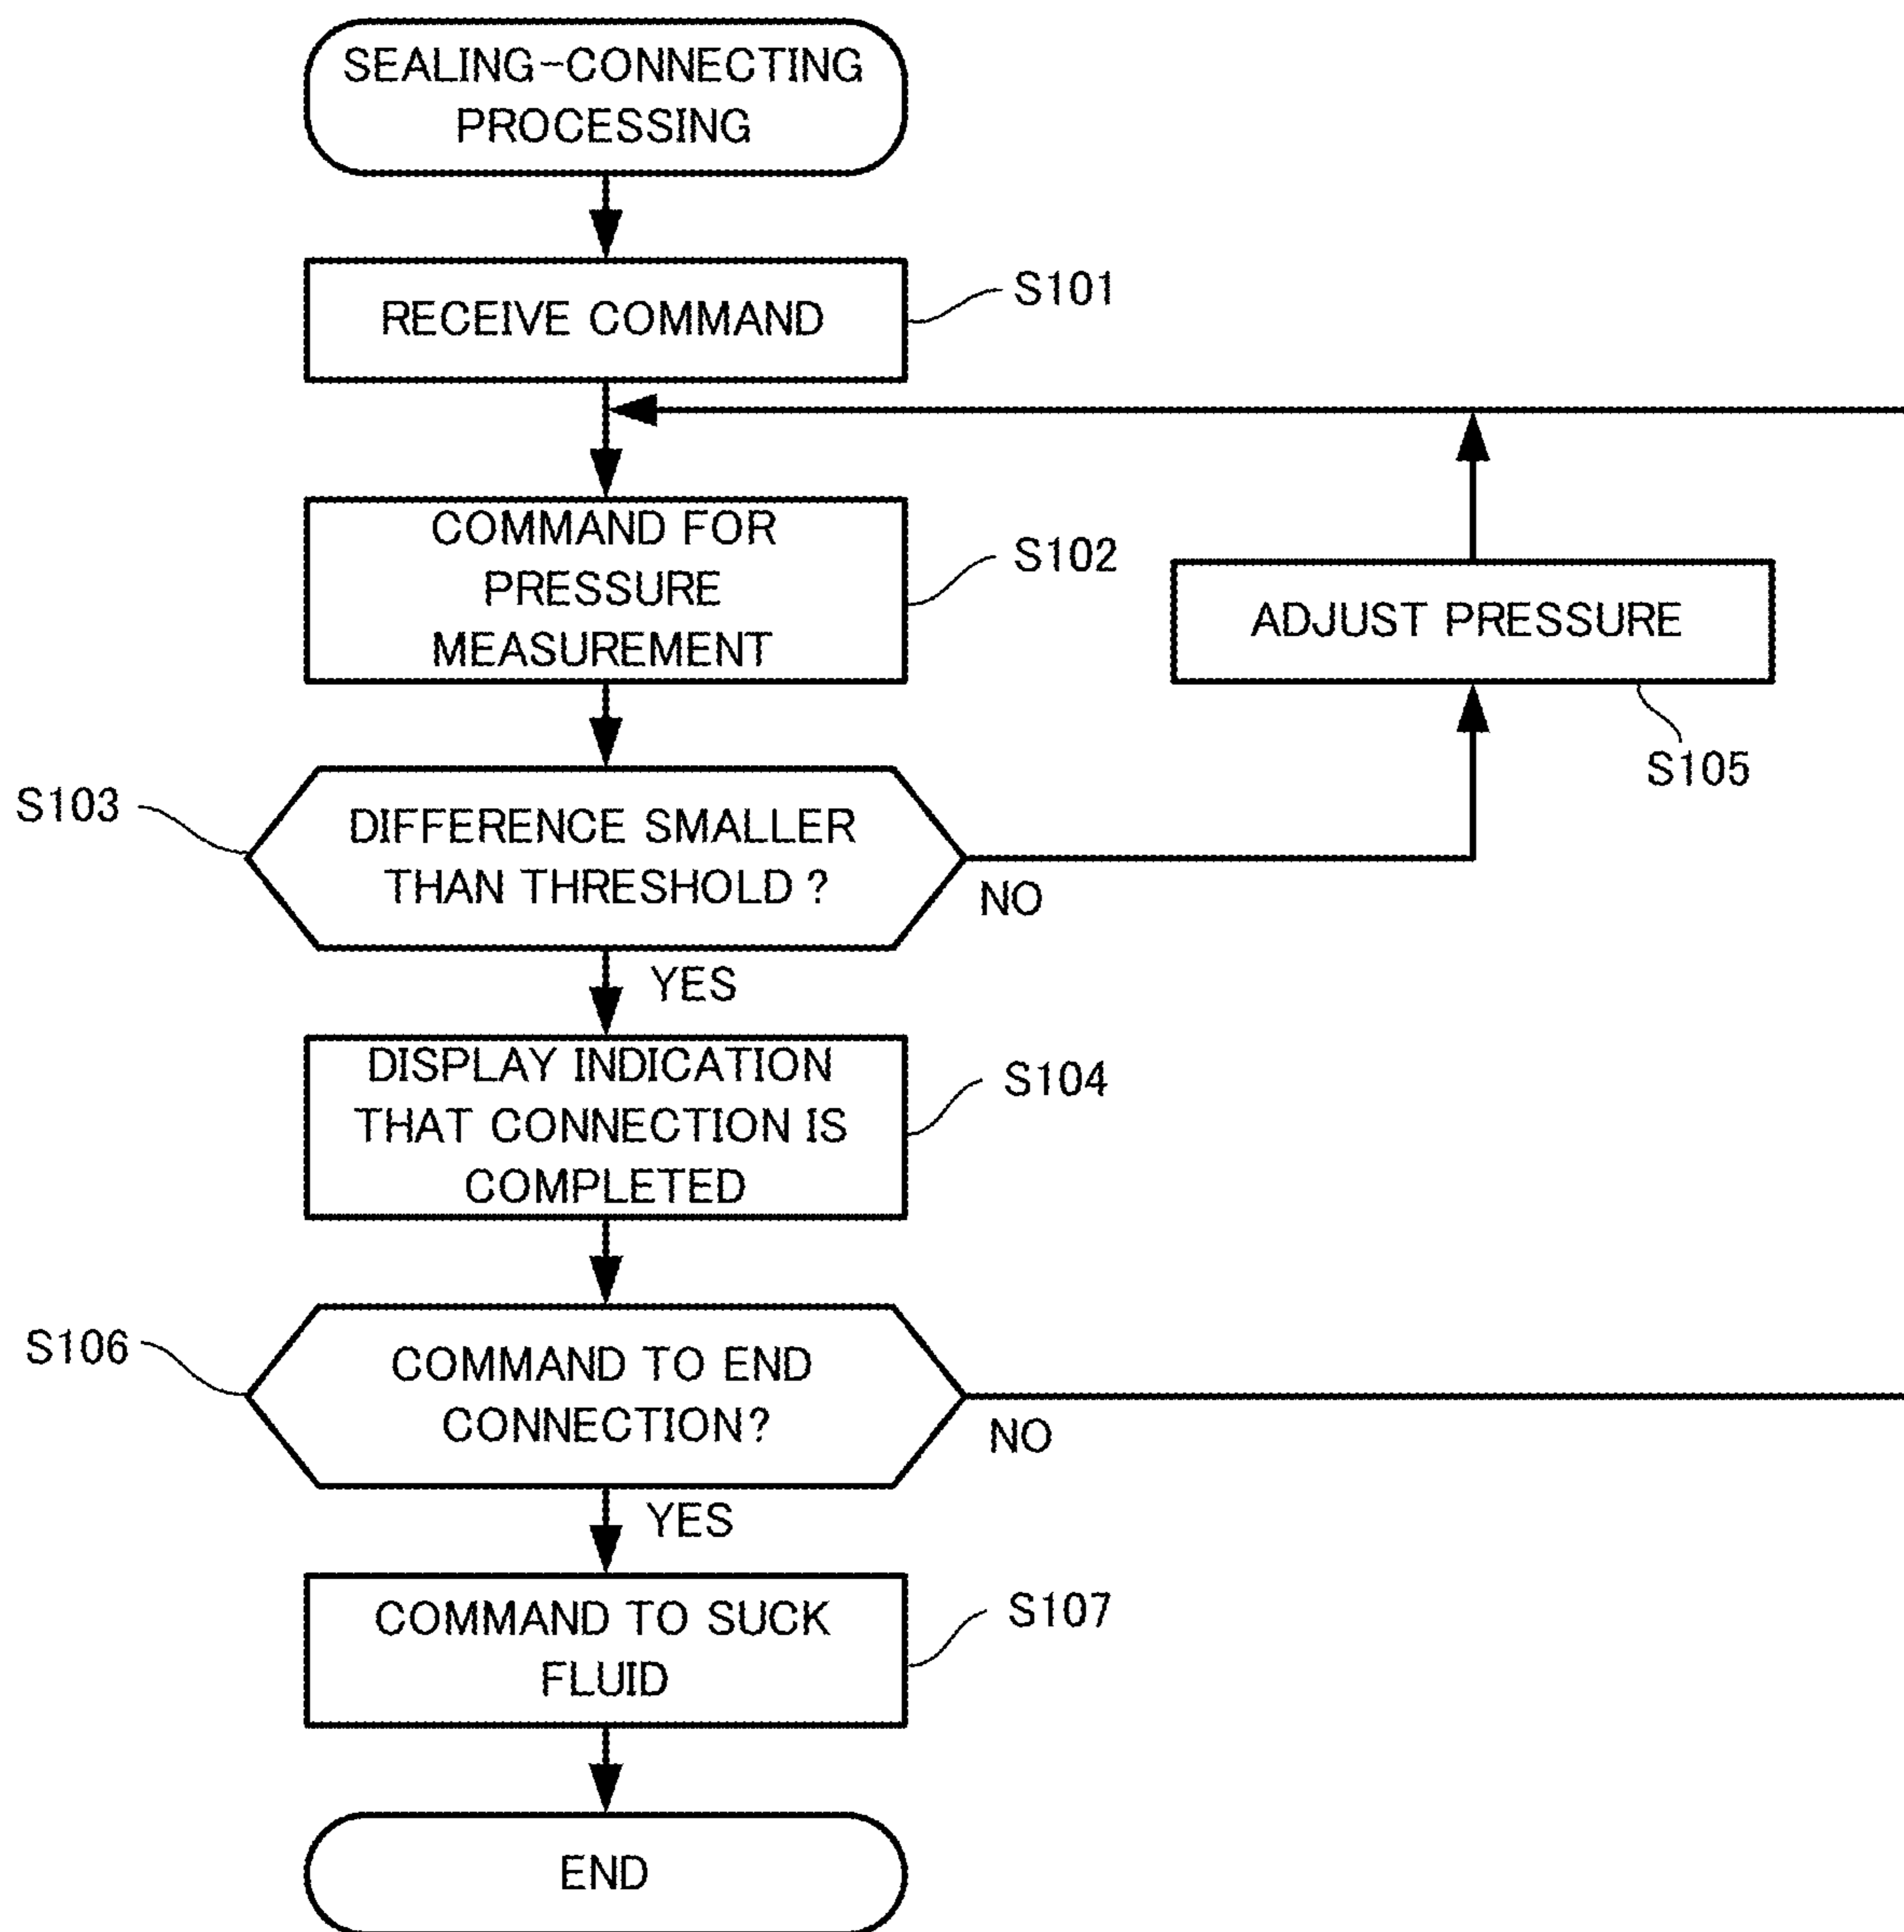 SEALING-CONNECTING
PROCESSING
RECEIVE COMMAND
S101
COMMAND FOR
PRESSURE
MEASUREMENT
S102
ADJUST PRESSURE
S105
S103
DIFFERENCE SMALLER
THAN THRESHOLD ?
NO
YES
DISPLAY INDICATION
THAT CONNECTION IS
COMPLETED
S104
S106
COMMAND TO END
CONNECTION?
NO
YES
COMMAND TO SUCK
FLUID
S107
END